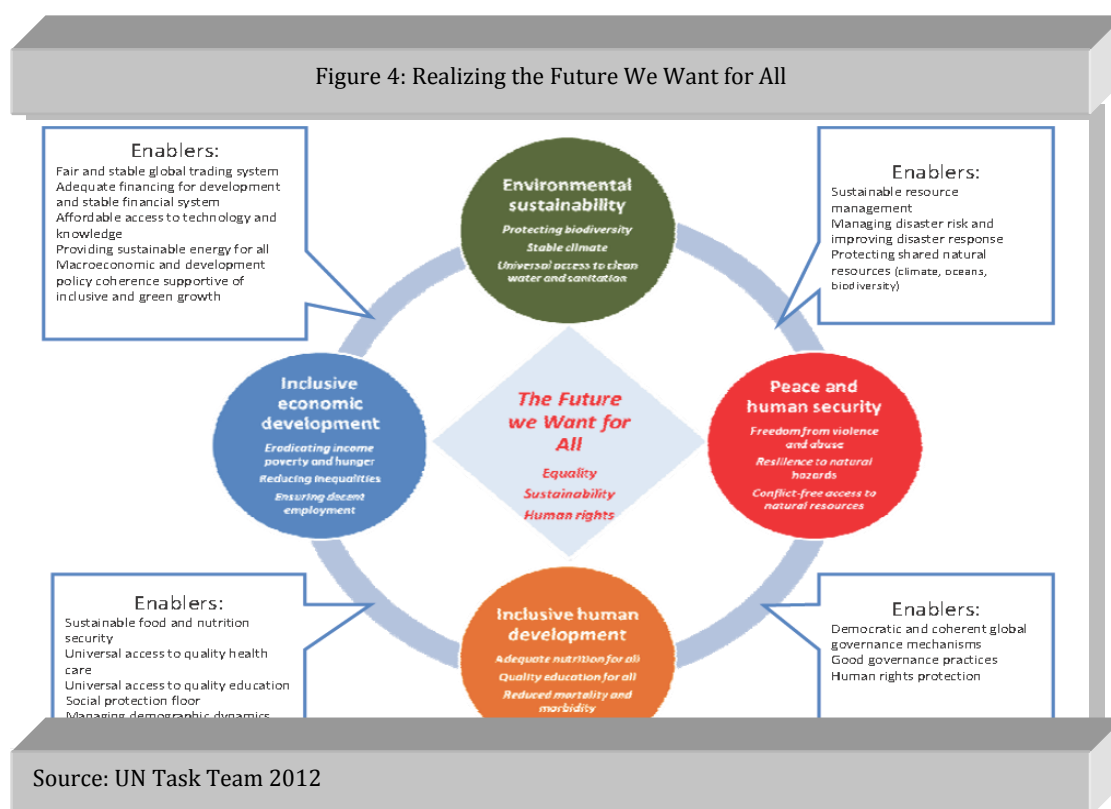 Figure 4: Realizing the Future We Want for All
Enablers:
Fair and stable global trading system
Adequate financing for development
and stable financial system
Affordable access to technology and
knowledge
Providing sustainable energy for all
Macroeconomic and development
policy coherence supportive of
inclusive and green growth
Environmental
sustainability
Protecting biodiversity
Stable climate
Universal access to clean
water and sanitation
Enablers:
Sustainable resource
management
Managing disaster risk and
improving disaster response
Protecting shared natural
resources (climate, oceans,
biodiversity)
Inclusive
economic
development
Eradicating income
poverty and hunger
Reducing inequalities
Ensuring decent
employment
The Future
we Want for
All
Equality
Sustainability
Human rights
Peace and
human security
Freedom from violence
and abuse
Resilience to natural
hazards
Conflict-free access to
natural resources
Enablers:
Sustainable food and nutrition
security
Universal access to quality health
care
Universal access to quality education
Social protection floor
Managing demographic dynamics
Inclusive human
development
Adequate nutrition for all
Quality education for all
Reduced mortality and
morbidity
Enablers:
Democratic and coherent global
governance mechanisms
Good governance practices
Human rights protection
Source: UN Task Team 2012